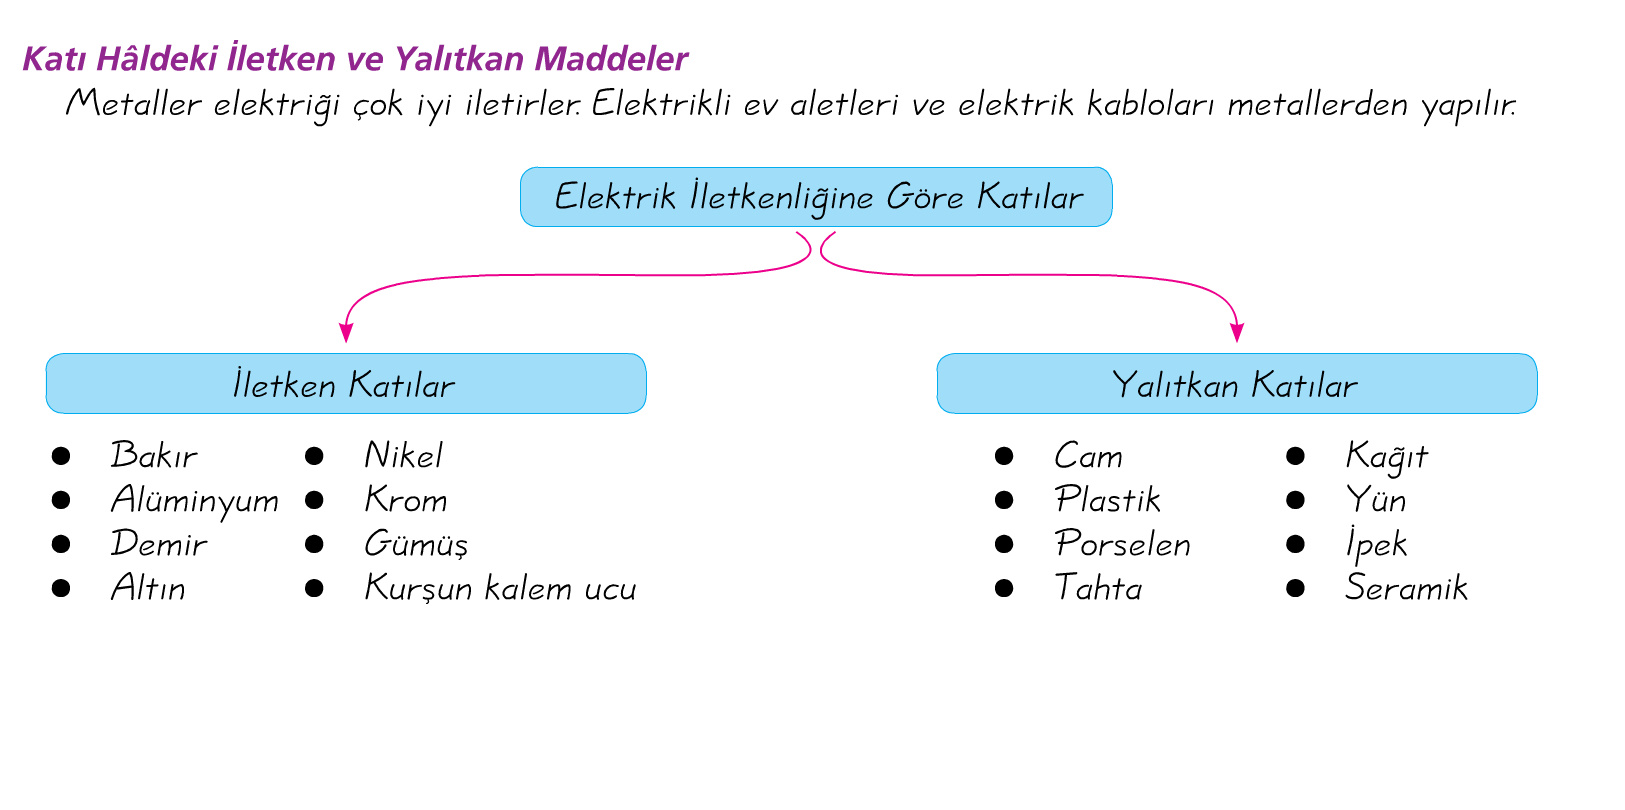 Katı Hâldeki İletken ve Yalıtkan Maddeler
Metaller elektriği çok iyi iletirler. Elektrikli ev aletleri ve elektrik kabloları metallerden yapılır.
Elektrik İletkenliğine Göre Katılar
İletken Katılar
● Bakır
● Alüminyum
● Demir
● Altın
● Nikel
● Krom
● Gümüş
● Kurşun kalem ucu
Yalıtkan Katılar
● Cam
● Plastik
● Porselen
● Tahta
● Kağıt
● Yün
● İpek
● Seramik